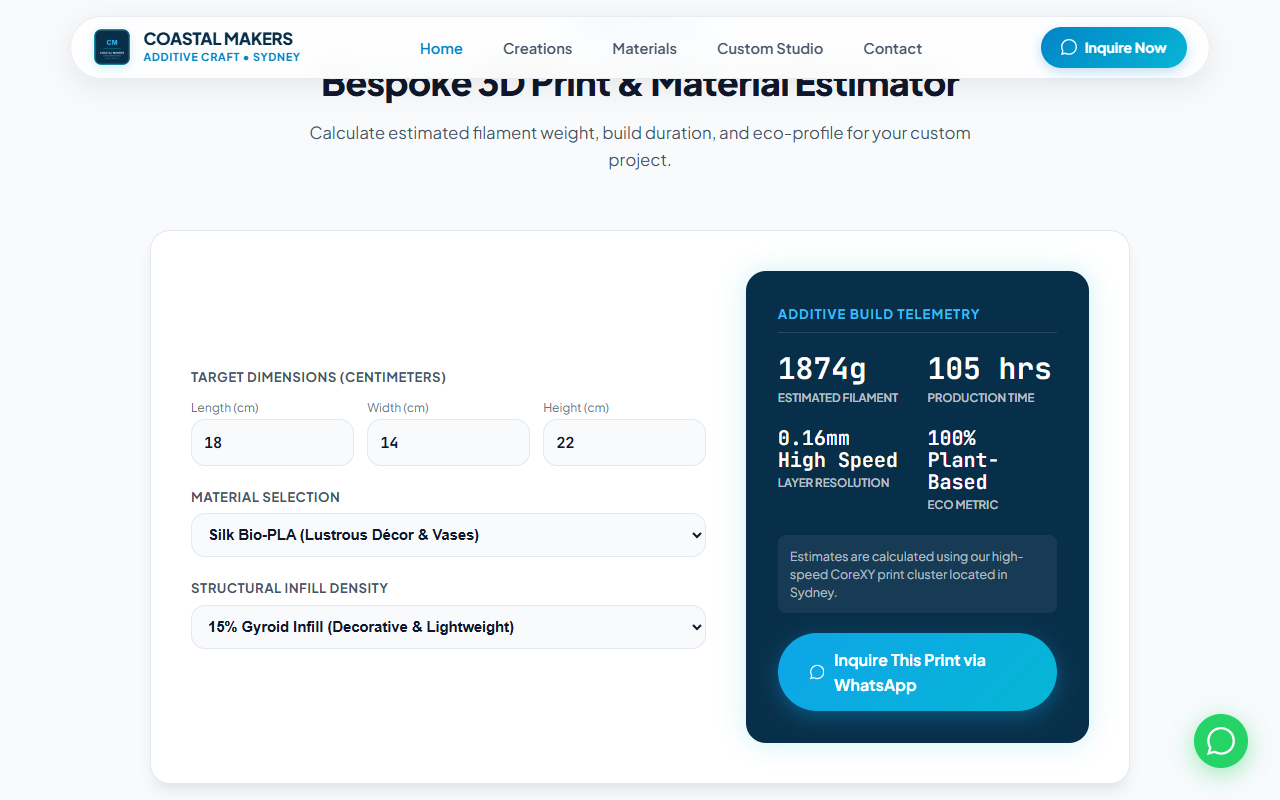 CM
COASTAL MAKERS
COASTAL MAKERS
ADDITIVE CRAFT • SYDNEY
Home
Creations
Materials
Custom Studio
Contact
Inquire Now
Bespoke 3D Print & Material Estimator
Calculate estimated filament weight, build duration, and eco-profile for your custom
project.
TARGET DIMENSIONS (CENTIMETERS)
Length (cm)
Width (cm)
Height (cm)
18
14
22
MATERIAL SELECTION
Silk Bio-PLA (Lustrous Décor & Vases)
STRUCTURAL INFILL DENSITY
15% Gyroid Infill (Decorative & Lightweight)
ADDITIVE BUILD TELEMETRY
1874g
ESTIMATED FILAMENT
105 hrs
PRODUCTION TIME
0.16mm
High Speed
LAYER RESOLUTION
100%
Plant-
Based
ECO METRIC
Estimates are calculated using our high-
speed CoreXY print cluster located in
Sydney.
Inquire This Print via
WhatsApp